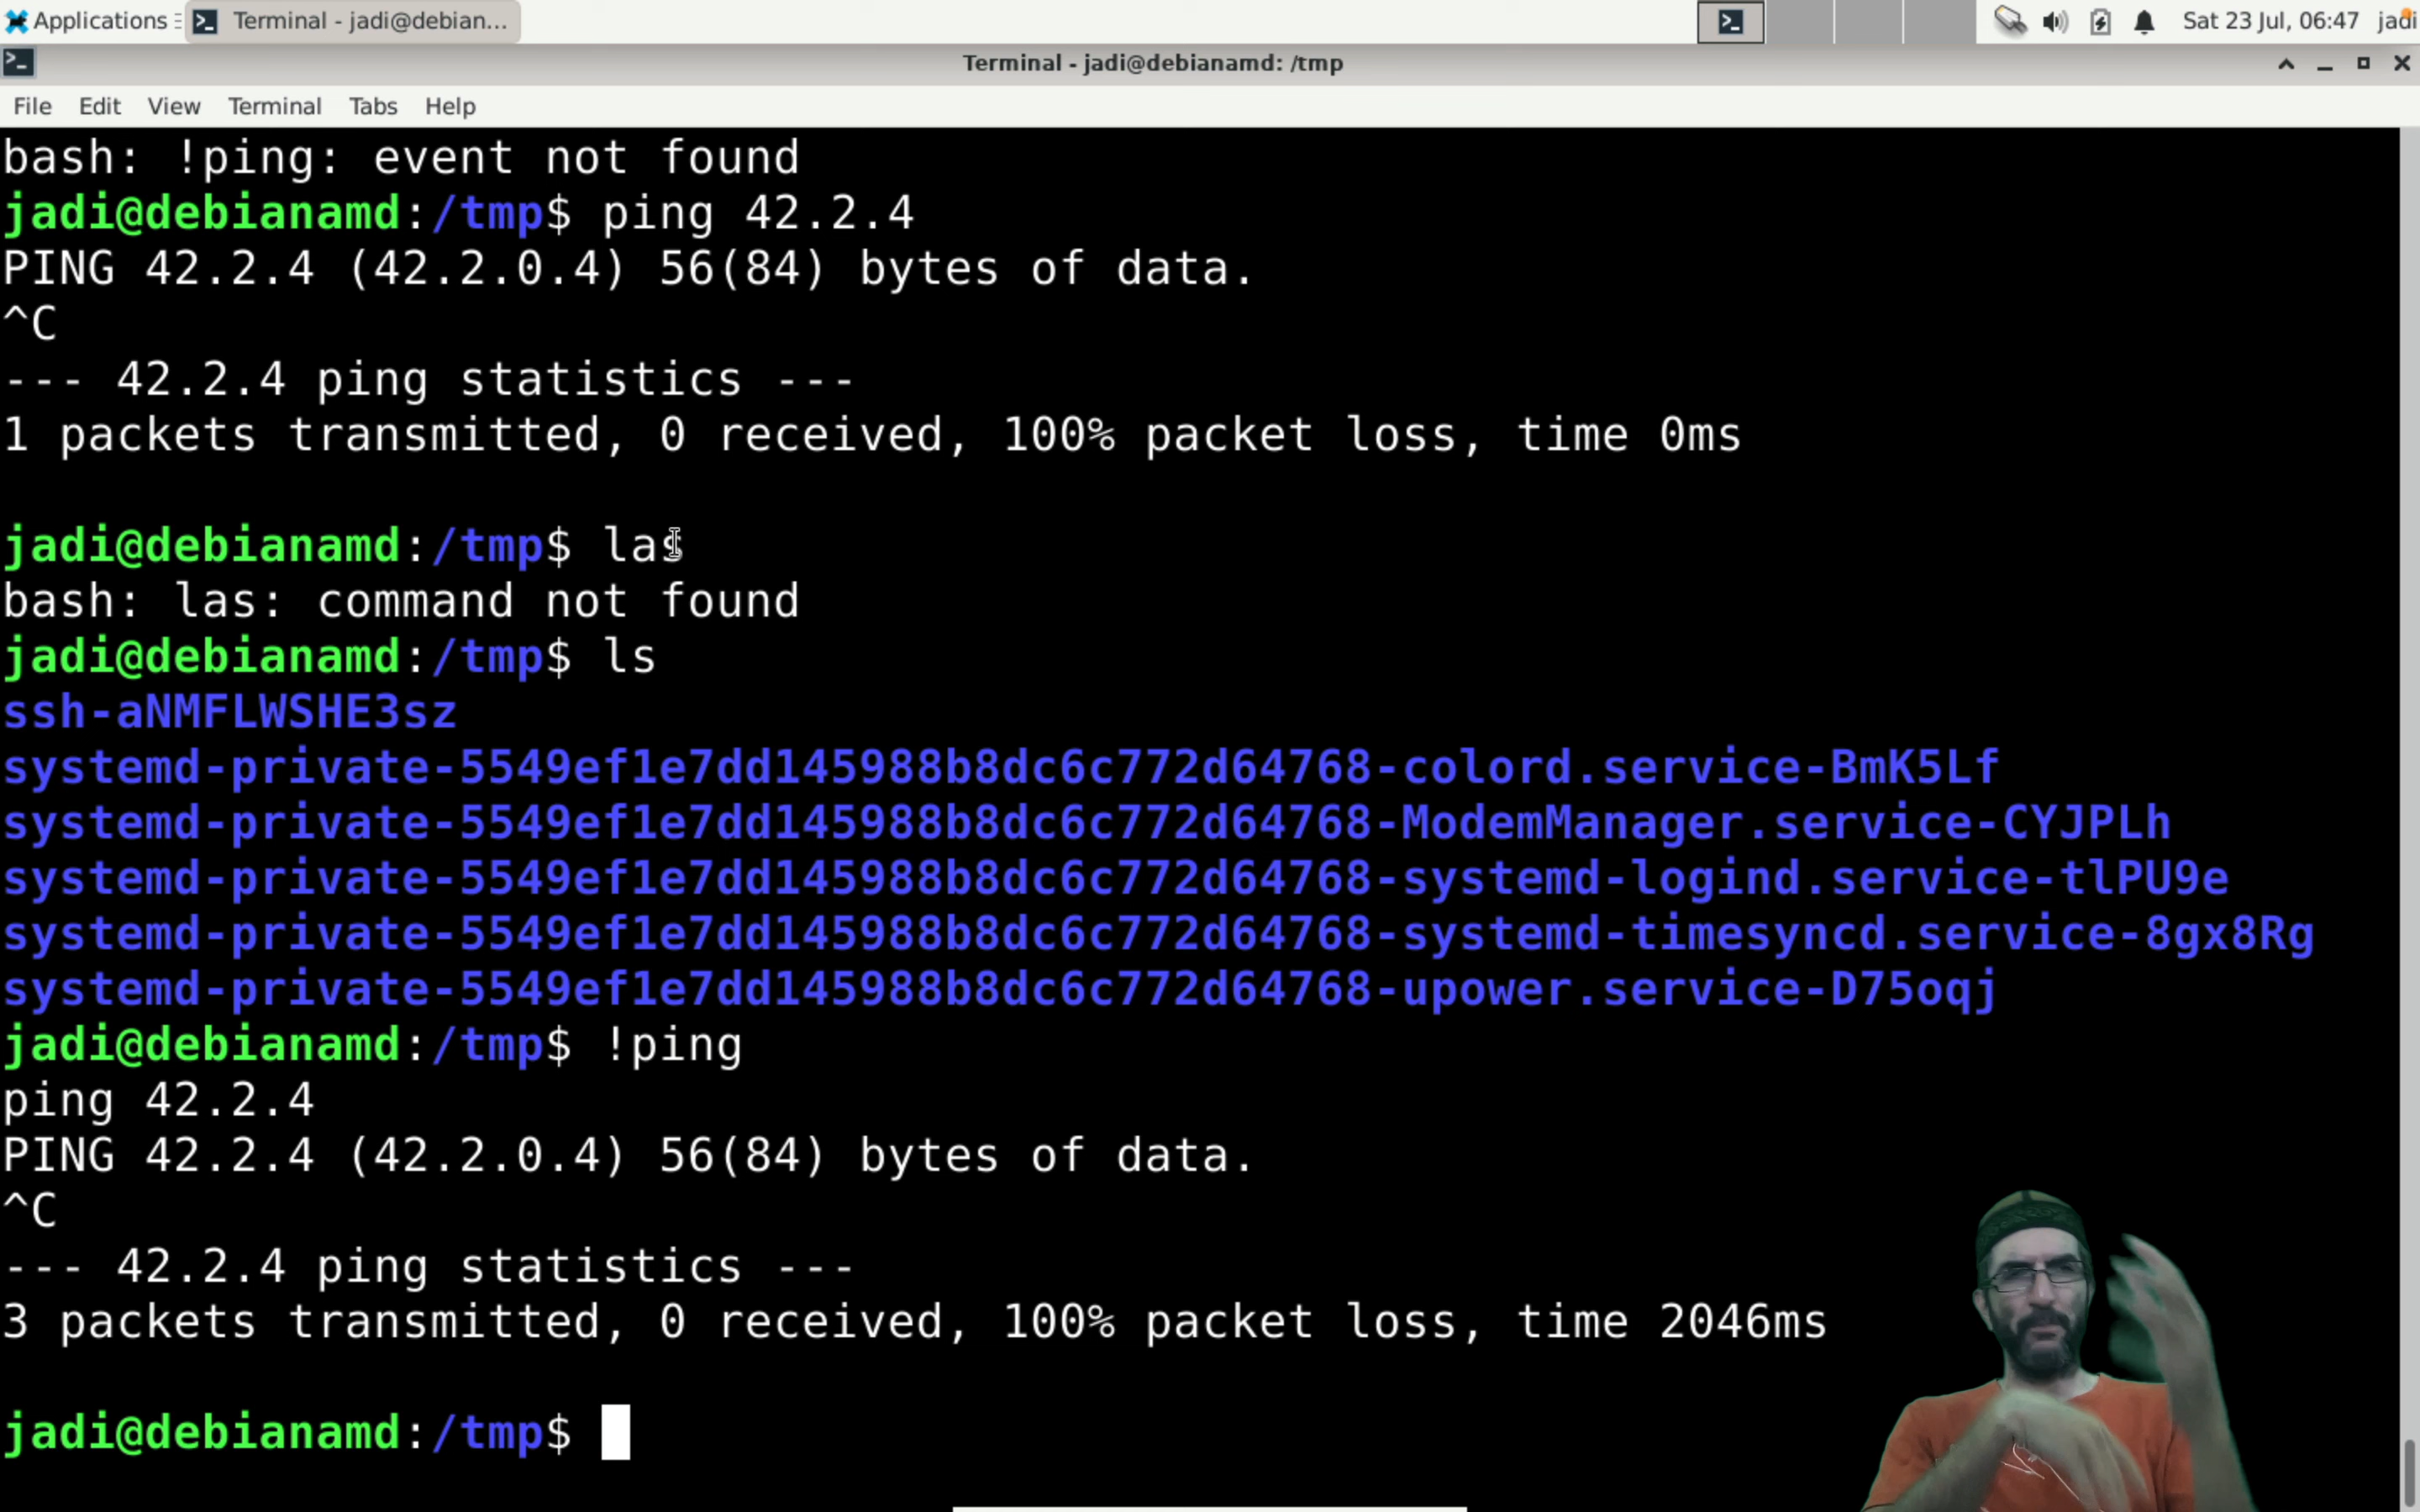 Applications
Terminal - jadi@debian...
Sat 23 Jul, 06:47
jadi
Terminal - jadi@debianamd: /tmp
File Edit View Terminal Tabs Help
bash: !ping: event not found
jadi@debianamd:/tmp$ ping 42.2.4
PING 42.2.4 (42.2.0.4) 56(84) bytes of data.
^C
--- 42.2.4 ping statistics ---
1 packets transmitted, 0 received, 100% packet loss, time 0ms
jadi@debianamd:/tmp$ las
bash: las: command not found
jadi@debianamd:/tmp$ ls
ssh-aNMFLWSHE3sz
systemd-private-5549ef1e7dd145988b8dc6c772d64768-colord.service-BmK5Lf
systemd-private-5549ef1e7dd145988b8dc6c772d64768-ModemManager.service-CYJPLh
systemd-private-5549ef1e7dd145988b8dc6c772d64768-systemd-logind.service-tlPU9e
systemd-private-5549ef1e7dd145988b8dc6c772d64768-systemd-timesyncd.service-8gx8Rg
systemd-private-5549ef1e7dd145988b8dc6c772d64768-upower.service-D75oqj
jadi@debianamd:/tmp$ !ping
ping 42.2.4
PING 42.2.4 (42.2.0.4) 56(84) bytes of data.
^C
--- 42.2.4 ping statistics ---
3 packets transmitted, 0 received, 100% packet loss, time 2046ms
jadi@debianamd:/tmp$